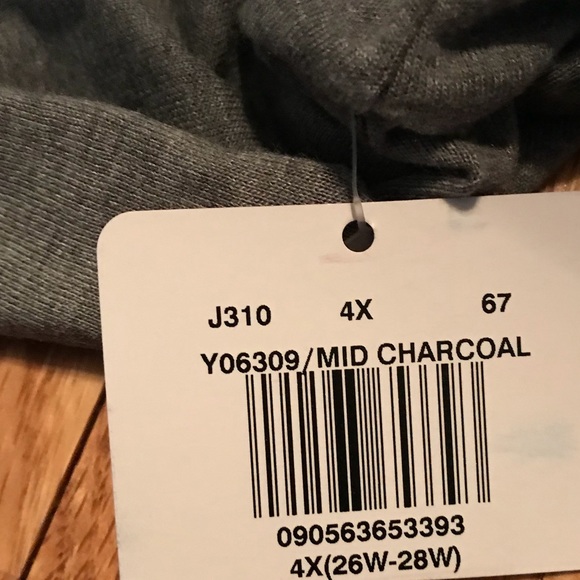 J310 4X 67
Y06309/MID CHARCOAL
090563653393
4X(26W-28W)